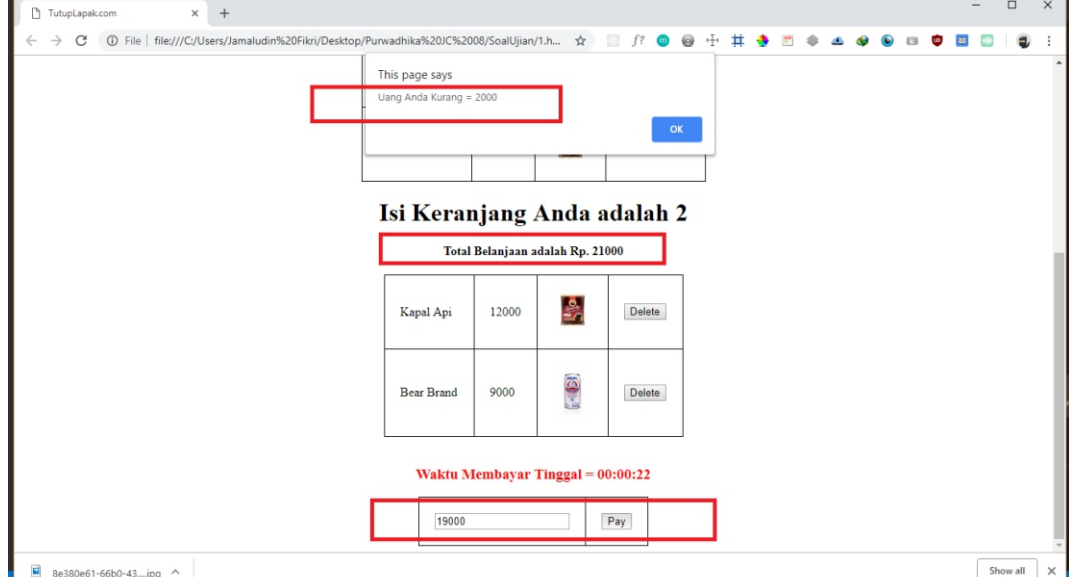 TutupLapak.com
File file:///C:/Users/Jamaludin%20Fikri/Desktop/Purwadhika%20JC%2008/SoalUjian/1.h... f?
This page says
Uang Anda Kurang = 2000
OK
Isi Keranjang Anda adalah 2
Total Belanjaan adalah Rp. 21000
Kapal Api 12000 Delete
Bear Brand 9000 Delete
Waktu Membayar Tinggal = 00:00:22
19000 Pay
8e380e61-66b0-43....jpg Show all